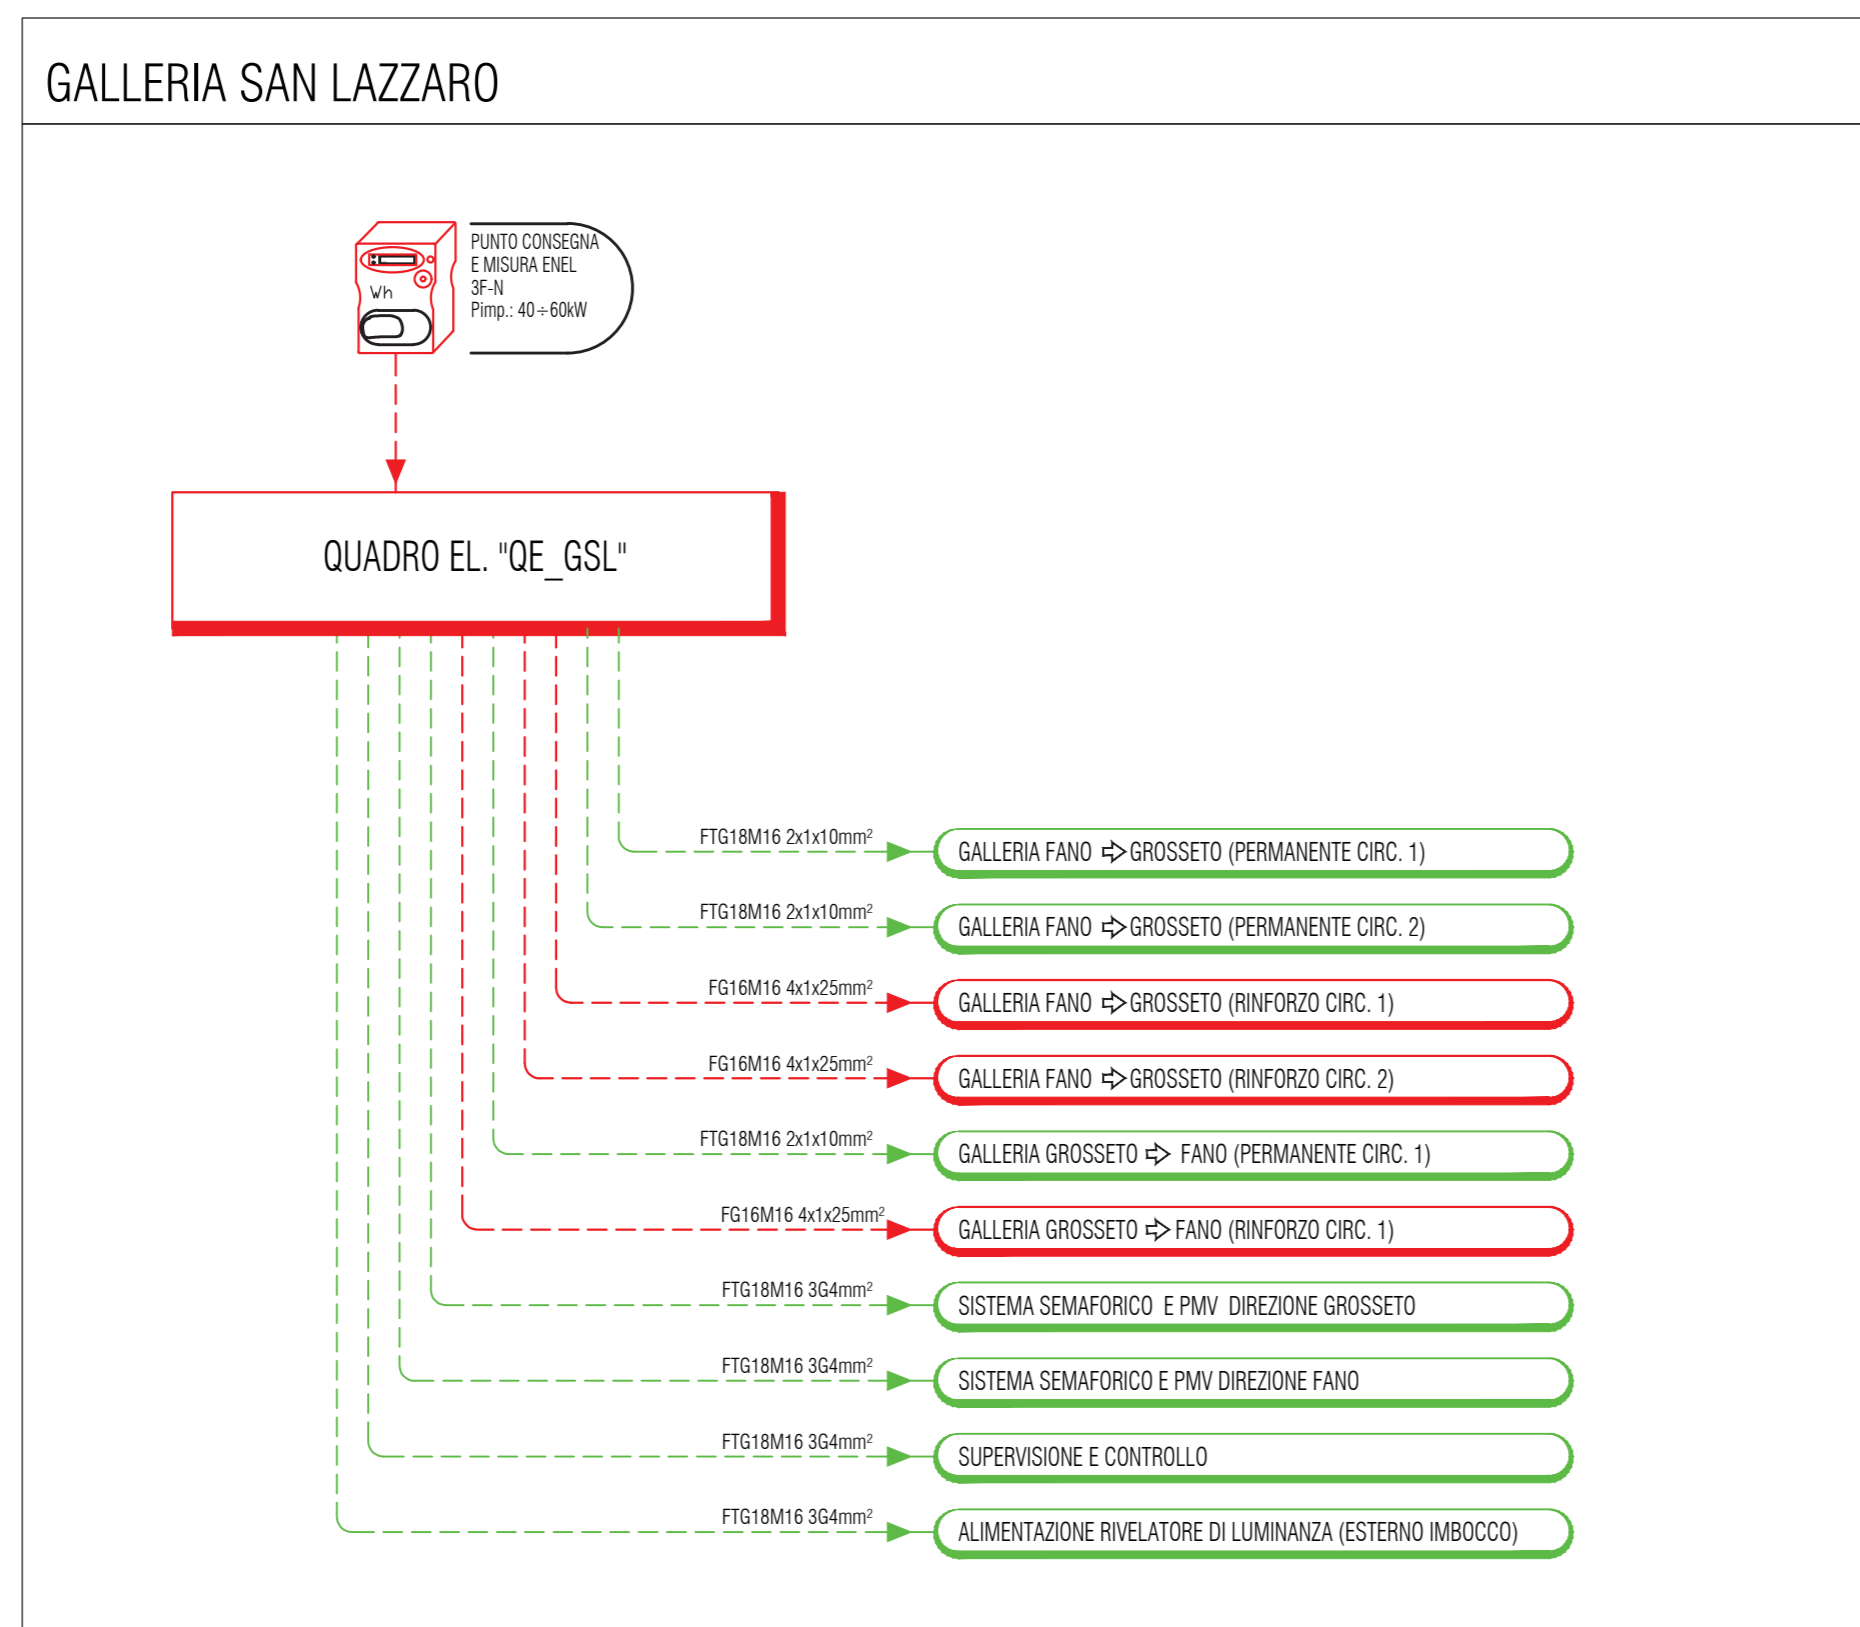 GALLERIA SAN LAZZARO
PUNTO CONSEGNA
E MISURA ENEL
3F-N
Pimp.: 40÷60kW
Wh
QUADRO EL. "QE_GSL"
FTG18M16 2x1x10mm²
GALLERIA FANO ⇨ GROSSETO (PERMANENTE CIRC. 1)
FTG18M16 2x1x10mm²
GALLERIA FANO ⇨ GROSSETO (PERMANENTE CIRC. 2)
FG16M16 4x1x25mm²
GALLERIA FANO ⇨ GROSSETO (RINFORZO CIRC. 1)
FG16M16 4x1x25mm²
GALLERIA FANO ⇨ GROSSETO (RINFORZO CIRC. 2)
FTG18M16 2x1x10mm²
GALLERIA GROSSETO ⇨ FANO (PERMANENTE CIRC. 1)
FG16M16 4x1x25mm²
GALLERIA GROSSETO ⇨ FANO (RINFORZO CIRC. 1)
FTG18M16 3G4mm²
SISTEMA SEMAFORICO E PMV DIREZIONE GROSSETO
FTG18M16 3G4mm²
SISTEMA SEMAFORICO E PMV DIREZIONE FANO
FTG18M16 3G4mm²
SUPERVISIONE E CONTROLLO
FTG18M16 3G4mm²
ALIMENTAZIONE RIVELATORE DI LUMINANZA (ESTERNO IMBOCCO)